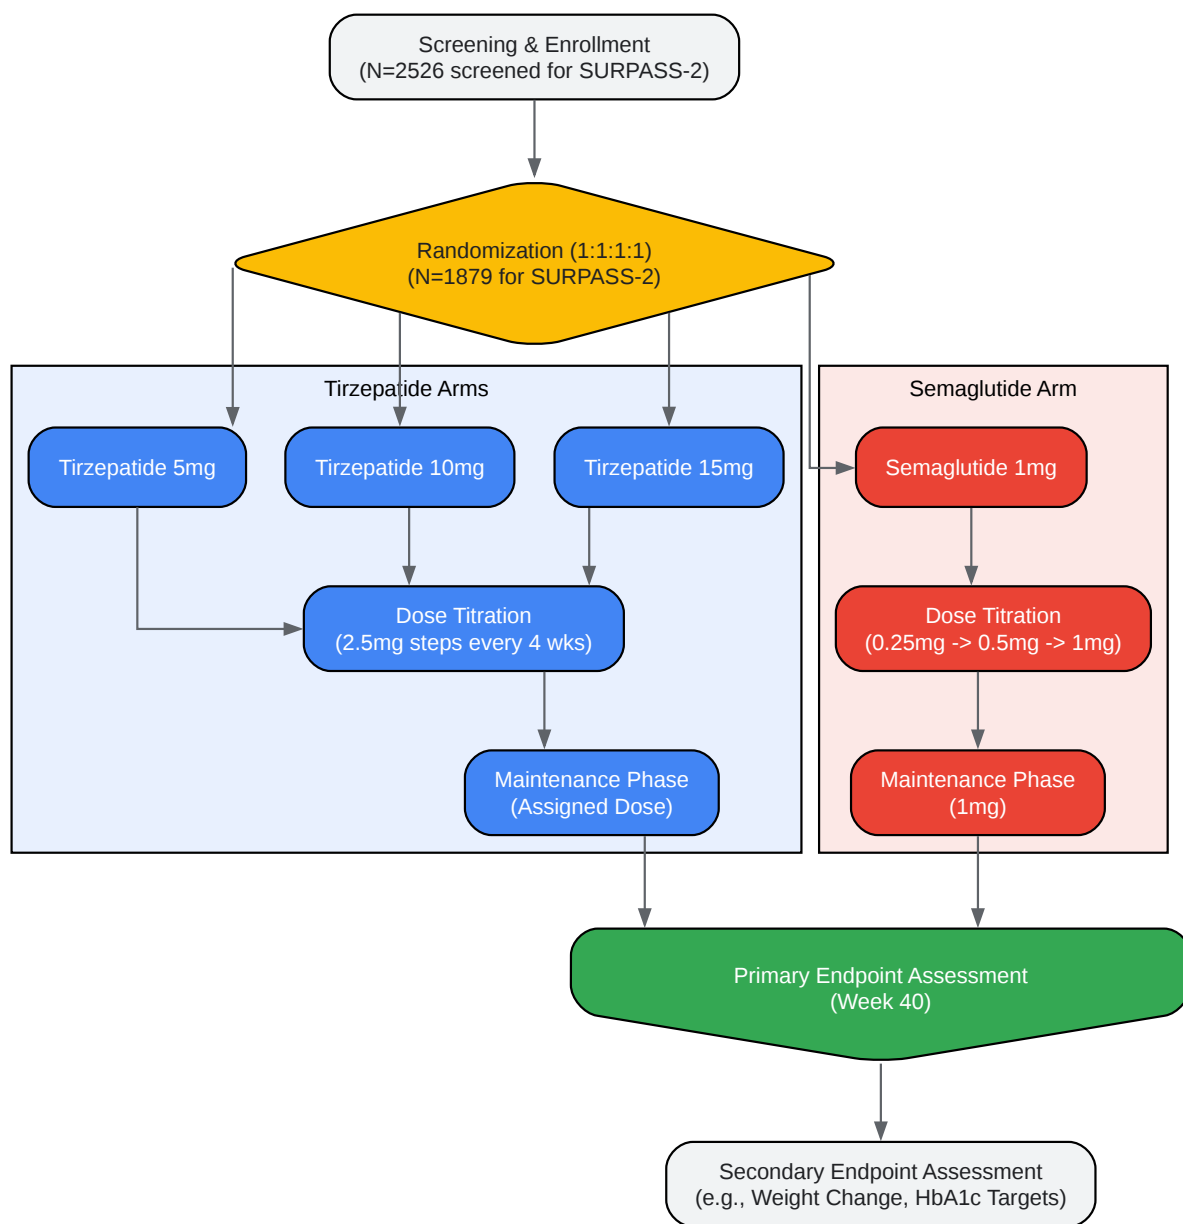 Screening & Enrollment
(N=2526 screened for SURPASS-2)
Randomization (1:1:1:1)
(N=1879 for SURPASS-2)
Tirzepatide Arms
Semaglutide Arm
Tirzepatide 5mg
Tirzepatide 10mg
Tirzepatide 15mg
Semaglutide 1mg
Dose Titration
(2.5mg steps every 4 wks)
Dose Titration
(0.25mg -> 0.5mg -> 1mg)
Maintenance Phase
(Assigned Dose)
Maintenance Phase
(1mg)
Primary Endpoint Assessment
(Week 40)
Secondary Endpoint Assessment
(e.g., Weight Change, HbA1c Targets)